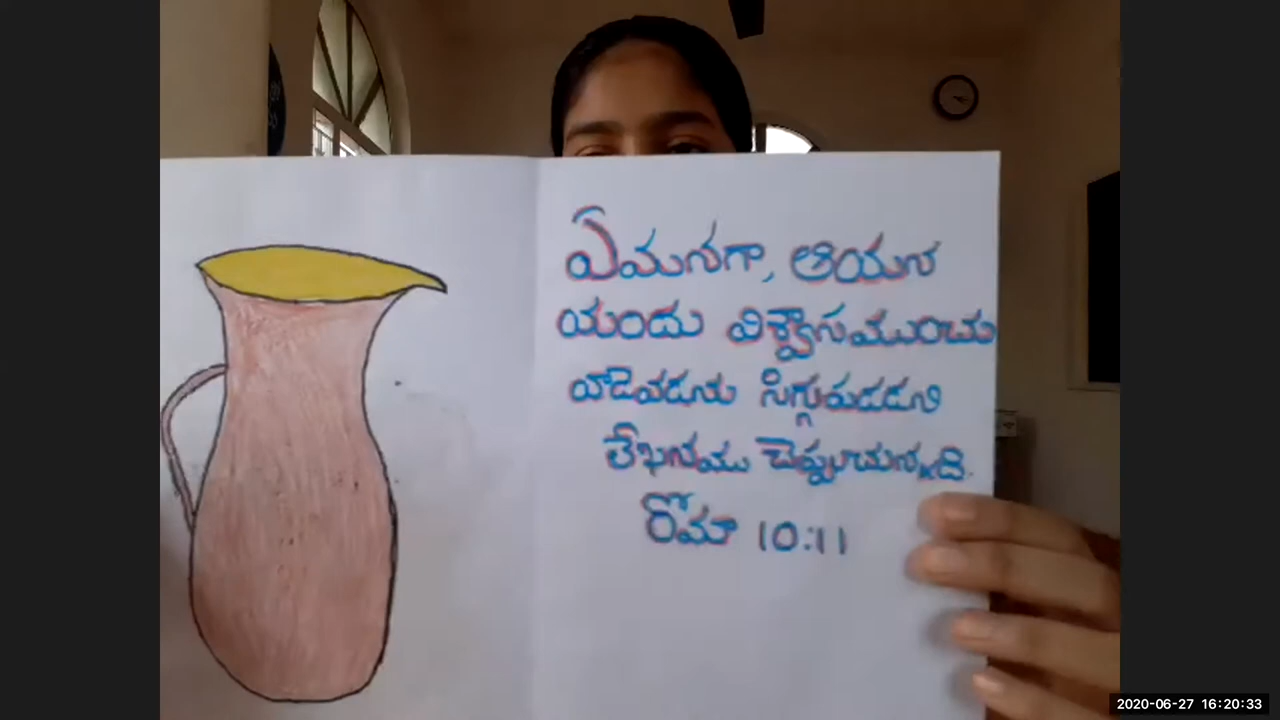 ఏమనగా, ఆయన
యందు విశ్వాసముంచు
వాడెవడును సిగ్గుపడడని
లేఖనము చెప్పుచున్నది.
రోమా 10:11
2020-06-27 16:20:33